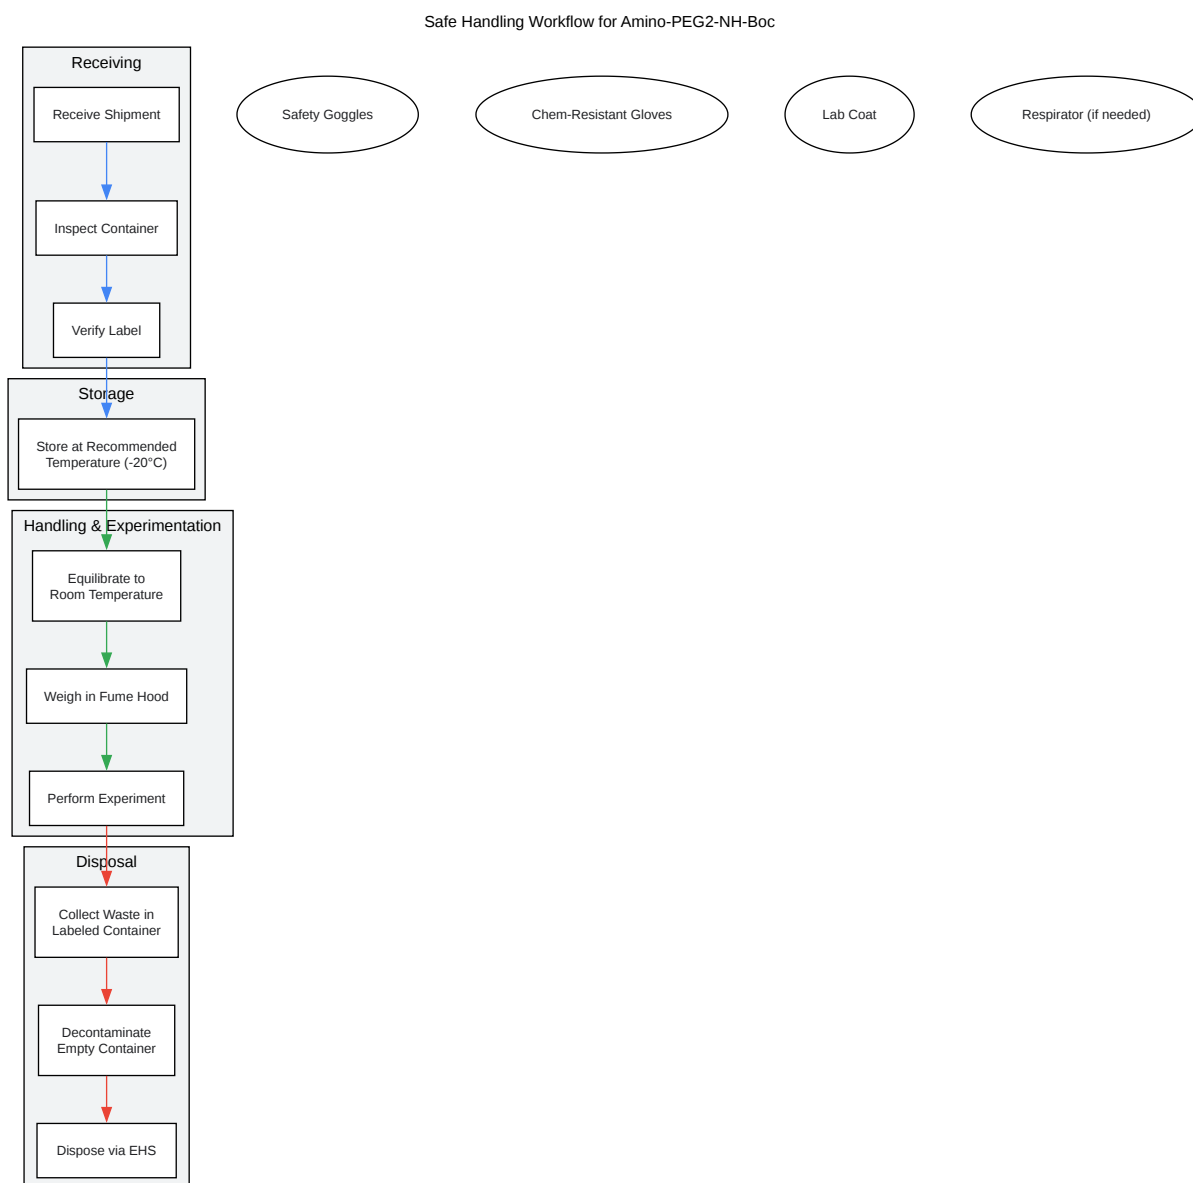 Safe Handling Workflow for Amino-PEG2-NH-Boc
Receiving
Receive Shipment
Safety Goggles
Chem-Resistant Gloves
Lab Coat
Respirator (if needed)
Inspect Container
Verify Label
Storage
Store at Recommended
Temperature (-20°C)
Handling & Experimentation
Equilibrate to
Room Temperature
Weigh in Fume Hood
Perform Experiment
Disposal
Collect Waste in
Labeled Container
Decontaminate
Empty Container
Dispose via EHS